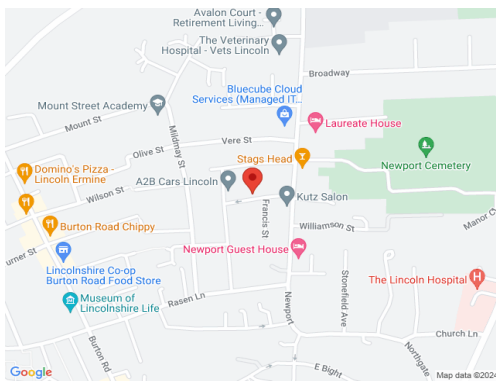 Avalon Court -
Retirement Living...
The Veterinary
Hospital - Vets Lincoln
Broadway
Bluecube Cloud
Services (Managed IT...
Mount Street Academy
Laureate House
Mount St
Mildmay St
Vere St
Olive St
Stags Head
Newport Cemetery
Domino's Pizza -
Lincoln Ermine
A2B Cars Lincoln
Wilson St
Kutz Salon
Francis St
Burton Road Chippy
Williamson St
Manor C
urner St
Newport Guest House
Lincolnshire Co-op
Burton Road Food Store
The Lincoln Hospital
Rasen Ln
Museum of
Lincolnshire Life
Newport
Stonefield Ave
Church Ln
Burton Rd
Northgate
E Bight
Google
Map data ©2024